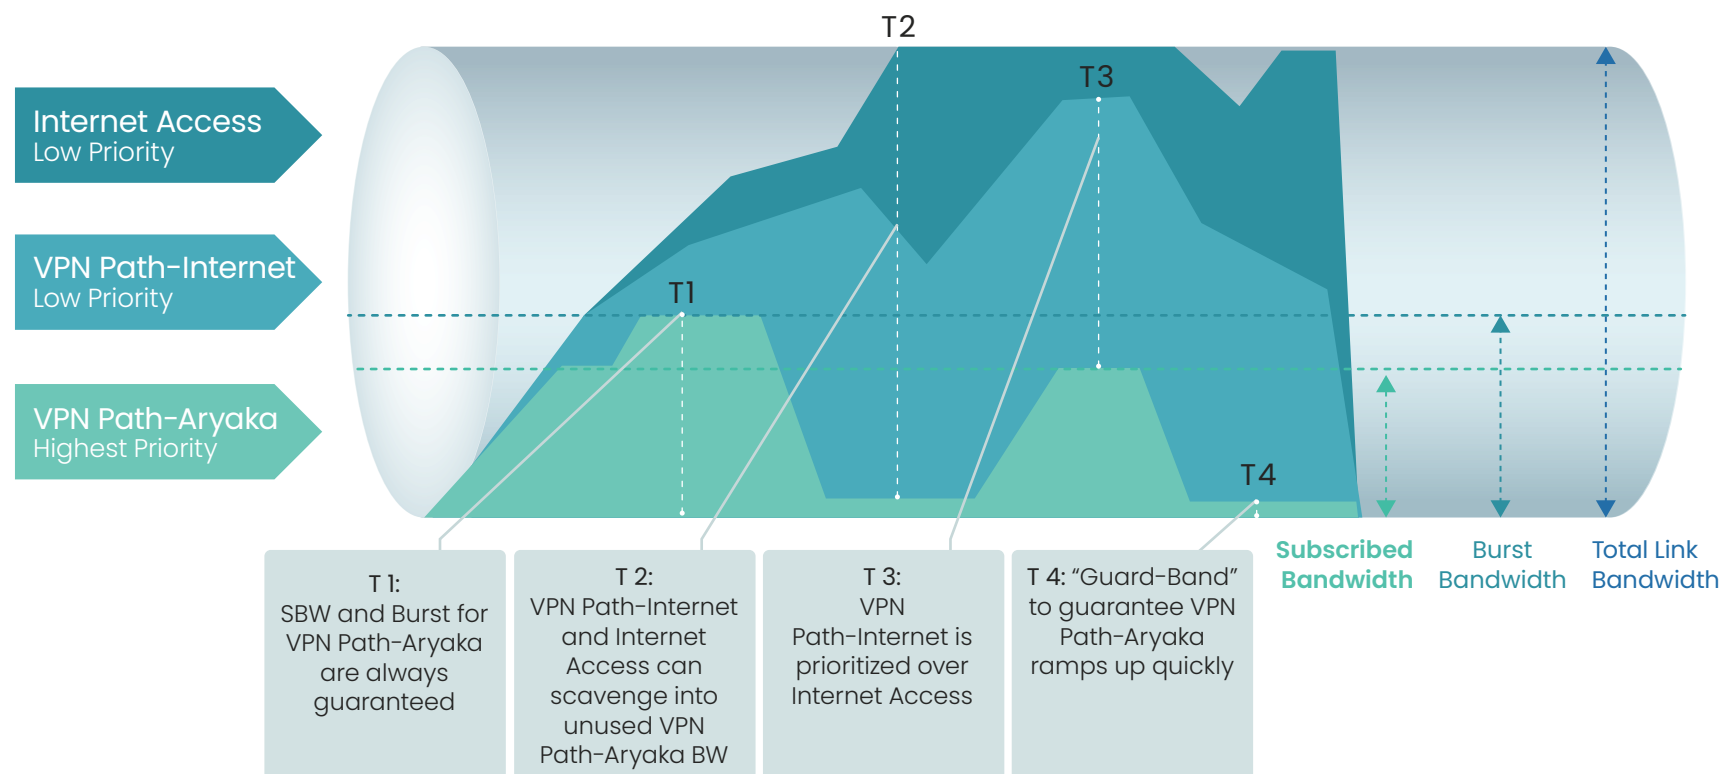 T2
T3
Internet Access
Low Priority
VPN Path-Internet
Low Priority
T1
VPN Path-Aryaka
Highest Priority
T4
T 1:
SBW and Burst for
VPN Path-Aryaka
are always
guaranteed
T 2:
VPN Path-Internet
and Internet
Access can
scavenge into
unused VPN
Path-Aryaka BW
T 3:
VPN
Path-Internet is
prioritized over
Internet Access
T 4: “Guard-Band”
to guarantee VPN
Path-Aryaka
ramps up quickly
Subscribed
Bandwidth
Burst
Bandwidth
Total Link
Bandwidth